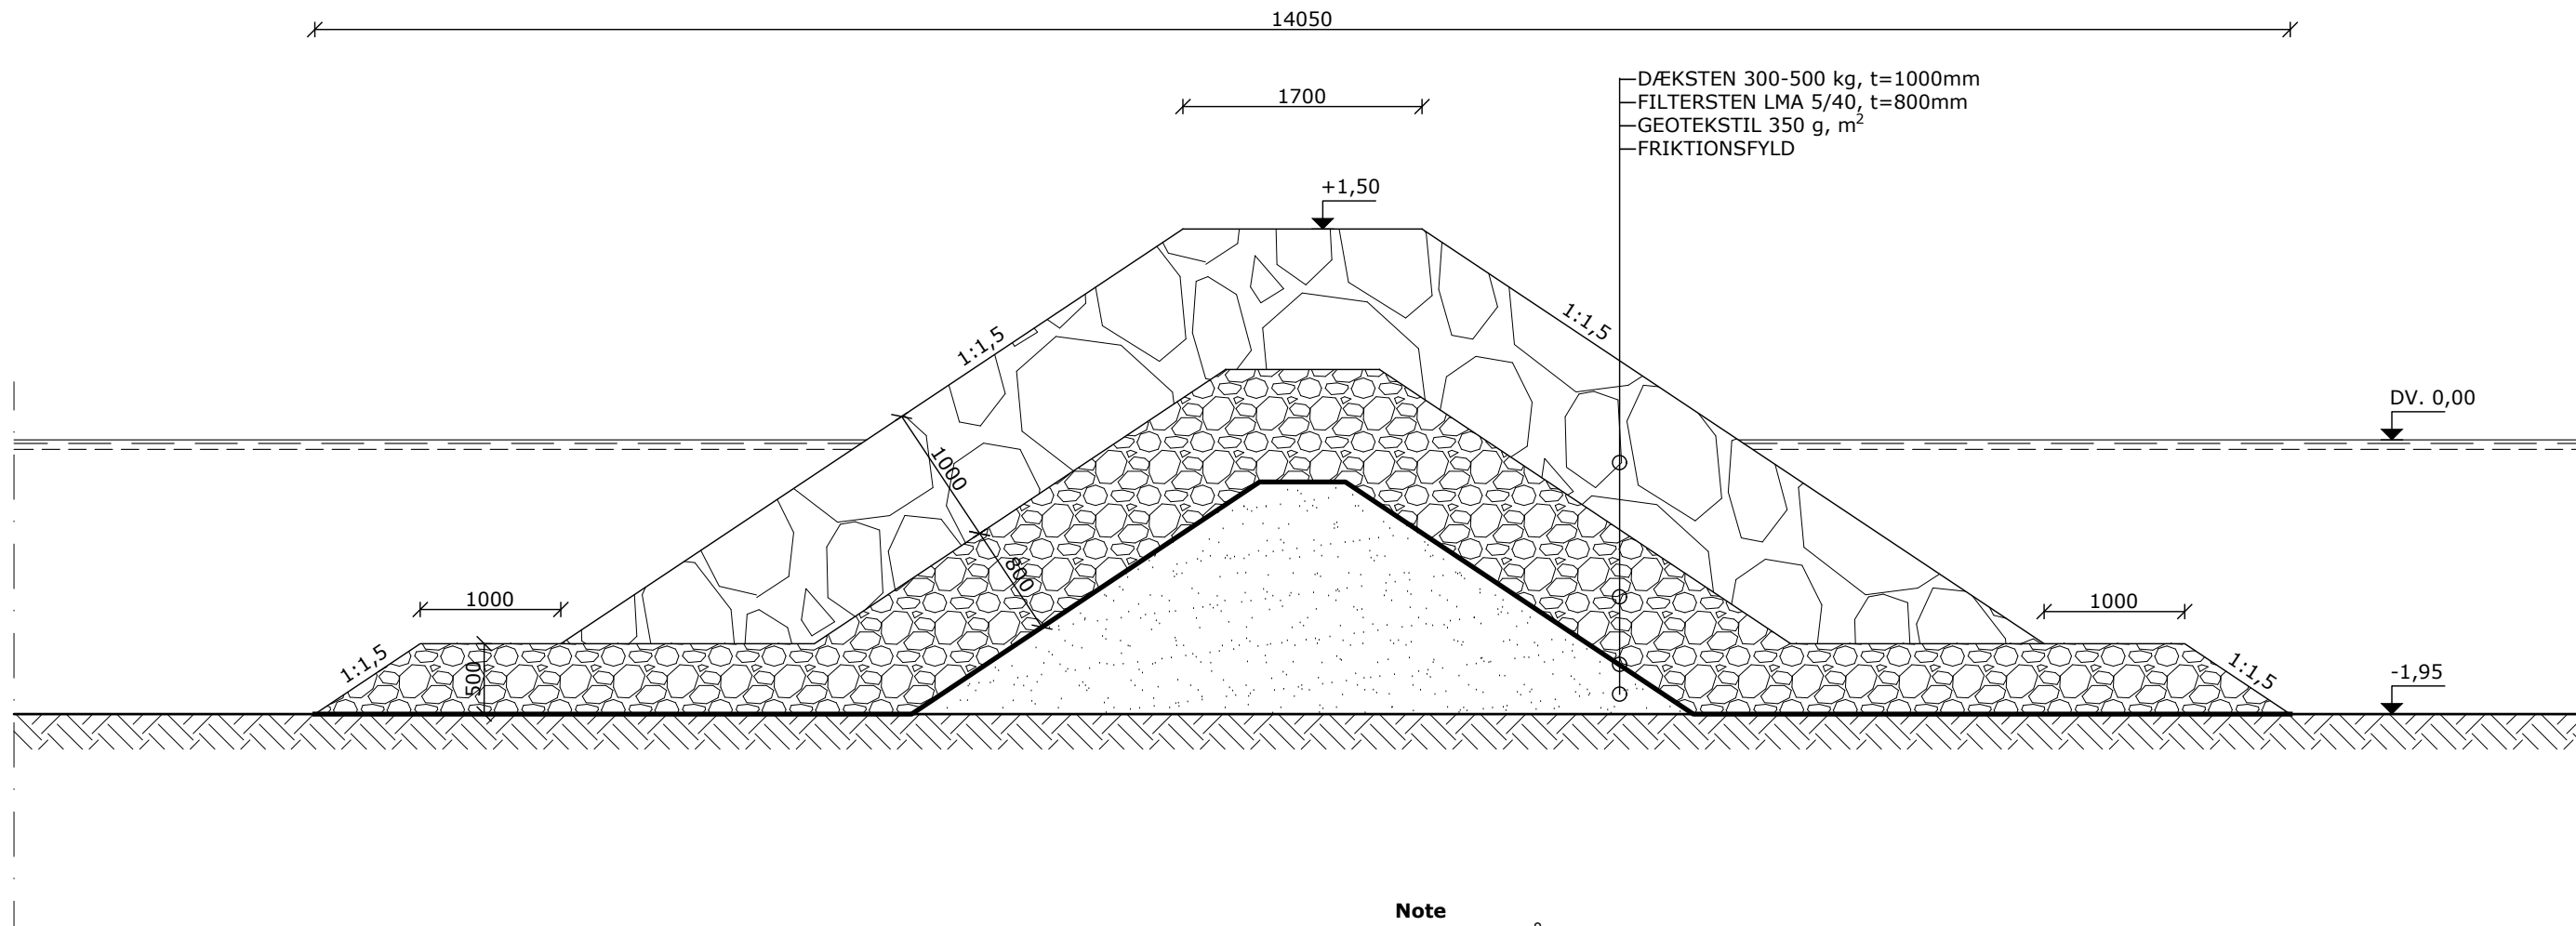 14050
1700
DÆKSTEN 300-500 kg, t=1000mm
FILTERSTEN LMA 5/40, t=800mm
GEOTEKSTIL 350 g, m²
FRIKTIONSFYLD
+1,50
1:1,5
1:1,5
DV. 0,00
1000
800
1000
1000
1:1,5
500
1:1,5
-1,95
Note